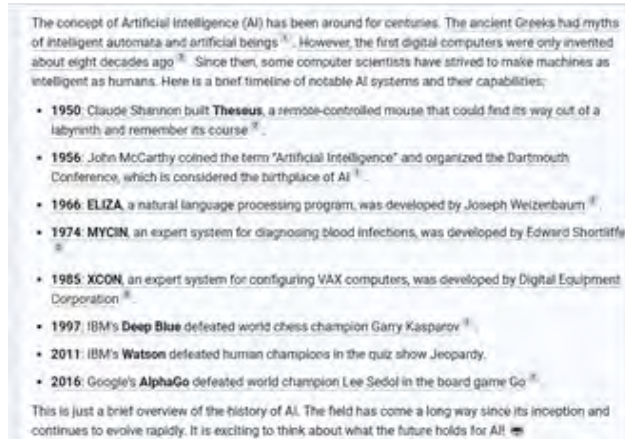 The concept of Artificial Intelligence (AI) has been around for centuries. The ancient Greeks had myths
of intelligent automata and artificial beings. However, the first digital computers were only invented
about eight decades ago. Since then, some computer scientists have strived to make machines as
intelligent as humans. Here is a brief timeline of notable AI systems and their capabilities:
• 1950: Claude Shannon built Theseus, a remote-controlled mouse that could find its way out of a
labyrinth and remember its course.
• 1956: John McCarthy coined the term "Artificial Intelligence" and organized the Dartmouth
Conference, which is considered the birthplace of AI.
• 1966: ELIZA, a natural language processing program, was developed by Joseph Weizenbaum
• 1974: MYCIN, an expert system for diagnosing blood infections, was developed by Edward Shortliffe
• 1985: XCON, an expert system for configuring VAX computers, was developed by Digital Equipment
Corporation.
• 1997: IBM's Deep Blue defeated world chess champion Garry Kasparov.
• 2011: IBM's Watson defeated human champions in the quiz show Jeopardy.
• 2016: Google's AlphaGo defeated world champion Lee Sedol in the board game Go.
This is just a brief overview of the history of AI. The field has come a long way since its inception and
continues to evolve rapidly. It is exciting to think about what the future holds for AI!